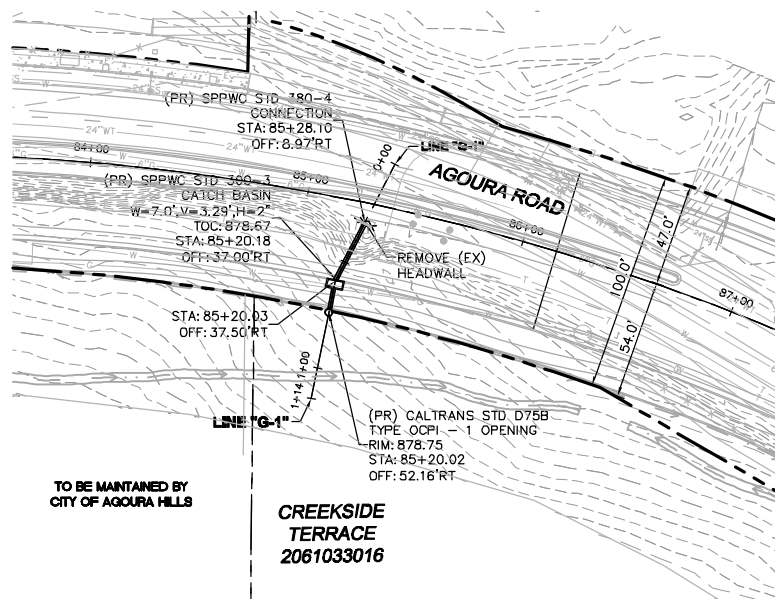 (PR) SPPWC STD 380-4
CONNECTION
STA: 85+28.10
OFF: 8.97'RT
24"WT
24"WT
84+00
85+00
86+00
87+00
0+00
LINE "G-1"
AGOURA ROAD
(PR) SPPWC STD 300-3
CATCH BASIN
W=7.0', V=3.29', H=2"
TOC: 878.67
STA: 85+20.18
OFF: 37.00'RT
REMOVE (EX)
HEADWALL
47.0'
100.0'
54.0'
STA: 85+20.03
OFF: 37.50'RT
1+00
1+14
LINE "G-1"
(PR) CALTRANS STD D75B
TYPE OCPI - 1 OPENING
RIM: 878.75
STA: 85+20.02
OFF: 52.16'RT
TO BE MAINTAINED BY
CITY OF AGOURA HILLS
CREEKSIDE
TERRACE
2061033016